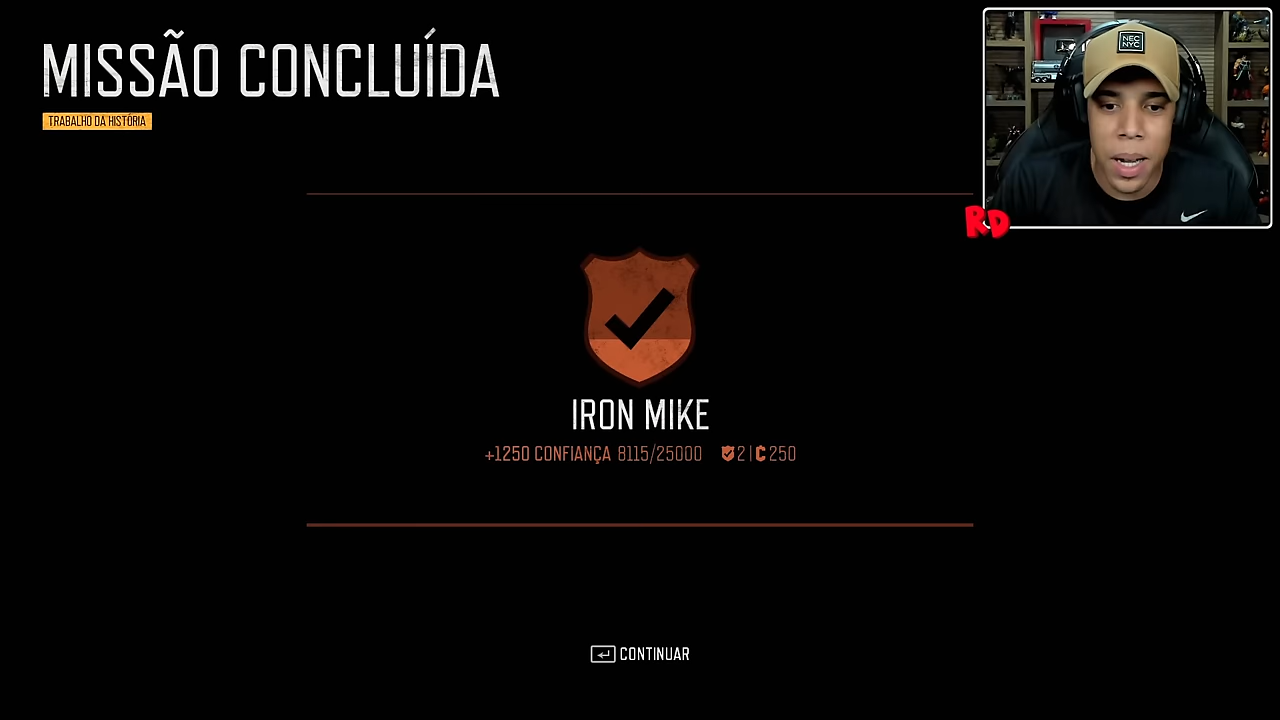 MISSÃO CONCLUÍDA
TRABALHO DA HISTÓRIA
NEC
NYC
RD
IRON MIKE
+1250 CONFIANÇA 8115/25000 2 | 250
CONTINUAR